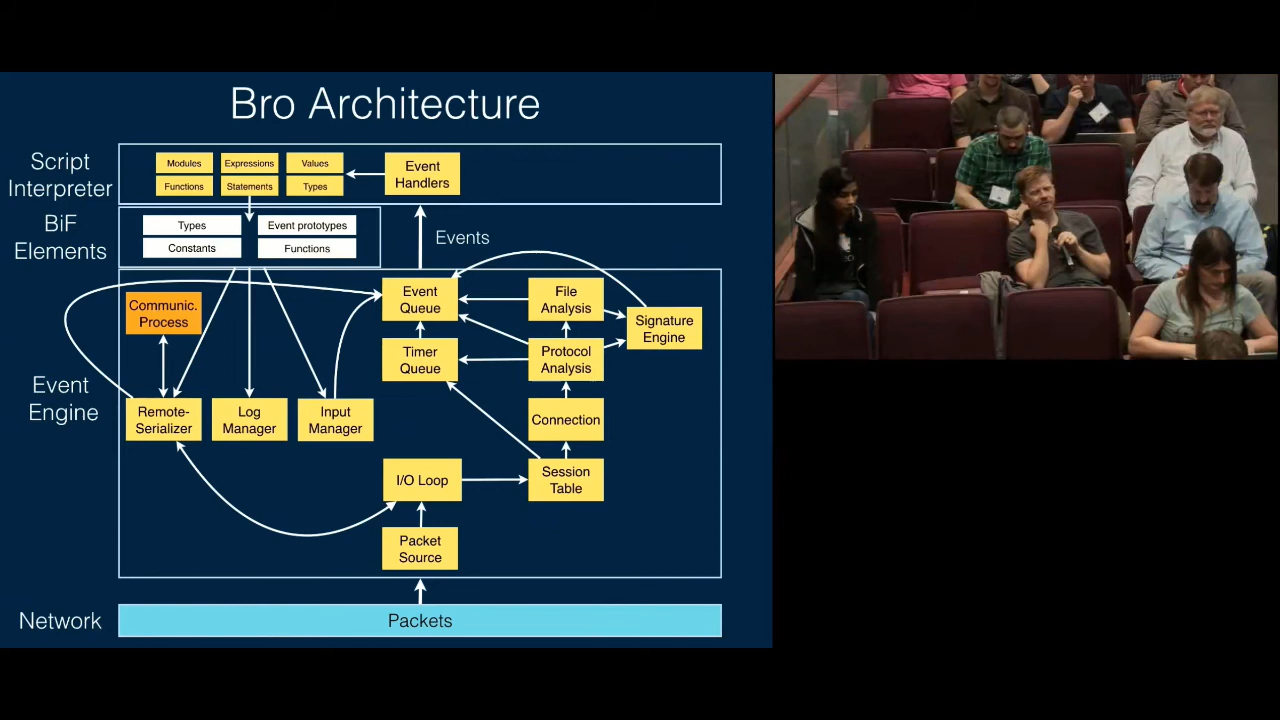 Bro Architecture
Script
Interpreter
Modules
Expressions
Values
Functions
Statements
Types
Event
Handlers
BiF
Elements
Types
Event prototypes
Constants
Functions
Events
Event
Engine
Communic.
Process
Event
Queue
File
Analysis
Signature
Engine
Timer
Queue
Protocol
Analysis
Remote-
Serializer
Log
Manager
Input
Manager
Connection
I/O Loop
Session
Table
Packet
Source
Network
Packets